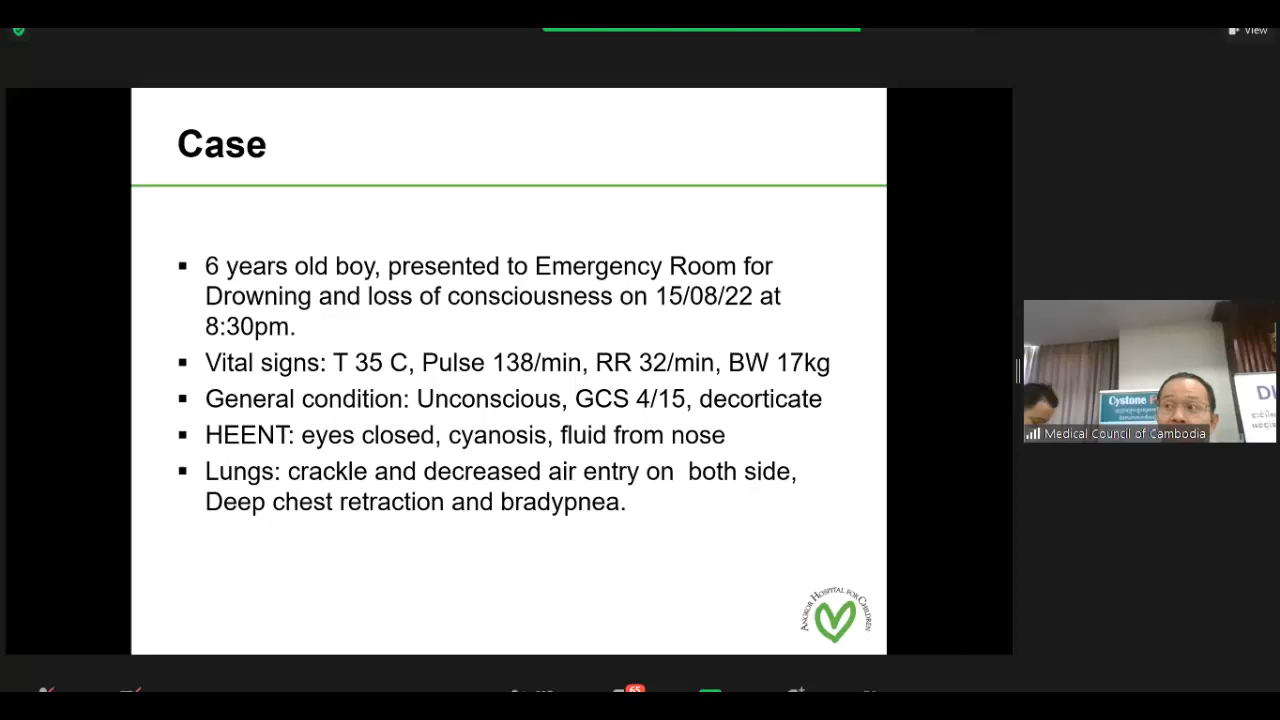 View
Case
▪ 6 years old boy, presented to Emergency Room for
Drowning and loss of consciousness on 15/08/22 at
8:30pm.
▪ Vital signs: T 35 C, Pulse 138/min, RR 32/min, BW 17kg
▪ General condition: Unconscious, GCS 4/15, decorticate
▪ HEENT: eyes closed, cyanosis, fluid from nose
▪ Lungs: crackle and decreased air entry on both side,
Deep chest retraction and bradypnea.
ANGKOR HOSPITAL FOR CHILDREN
Cystone
Medical Council of Cambodia
65